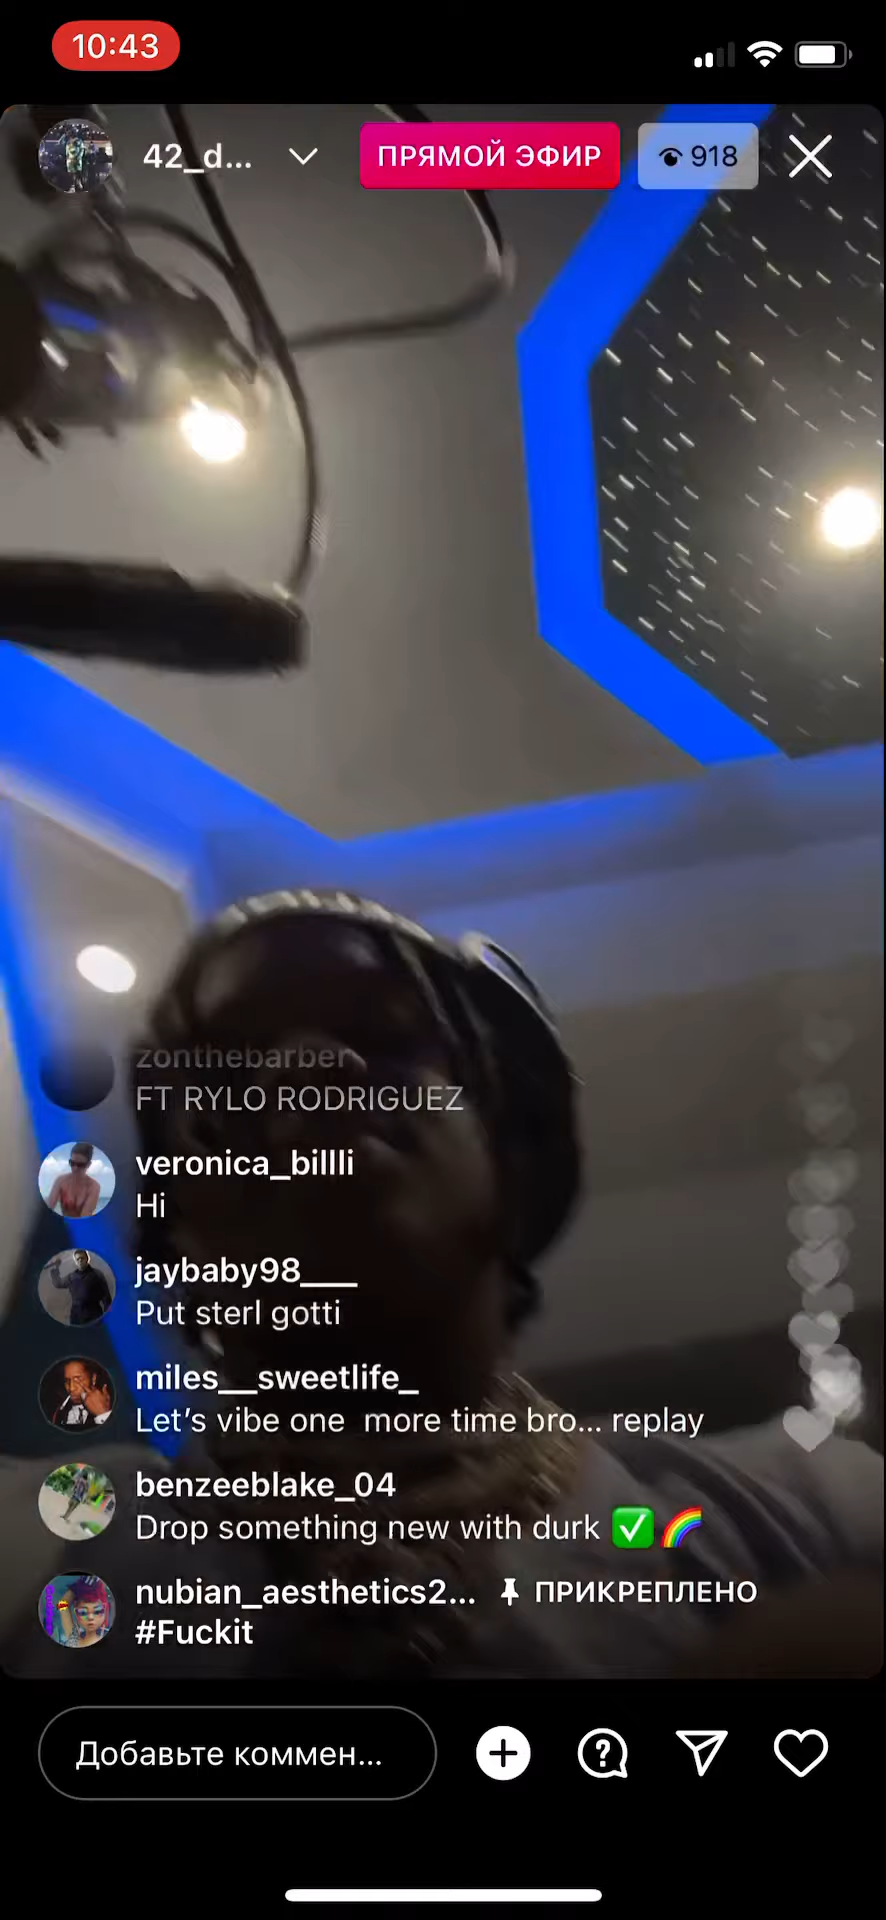 10:43
42_d...
ПРЯМОЙ ЭФИР
918
zonthebarber
FT RYLO RODRIGUEZ
veronica_billli
Hi
jaybaby98___
Put sterl gotti
miles__sweetlife_
Let’s vibe one more time bro... replay
benzeeblake_04
Drop something new with durk ✅🌈
nubian_aesthetics2... ПРИКРЕПЛЕНО
#Fuckit
Добавьте коммен...